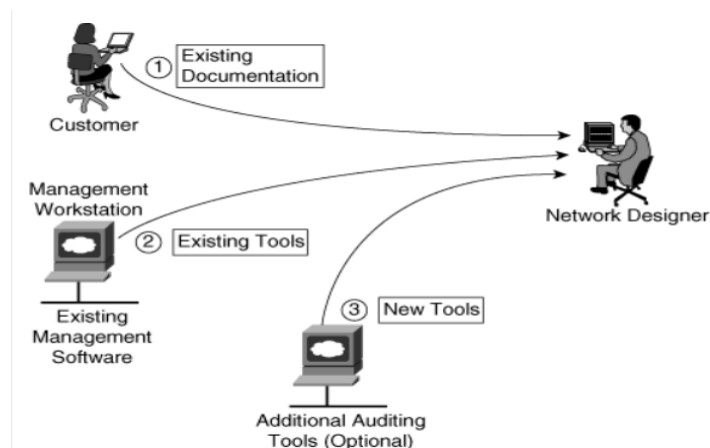 1
Existing
Documentation
Customer
Management
Workstation
Network Designer
2
Existing Tools
3
New Tools
Existing
Management
Software
Additional Auditing
Tools (Optional)